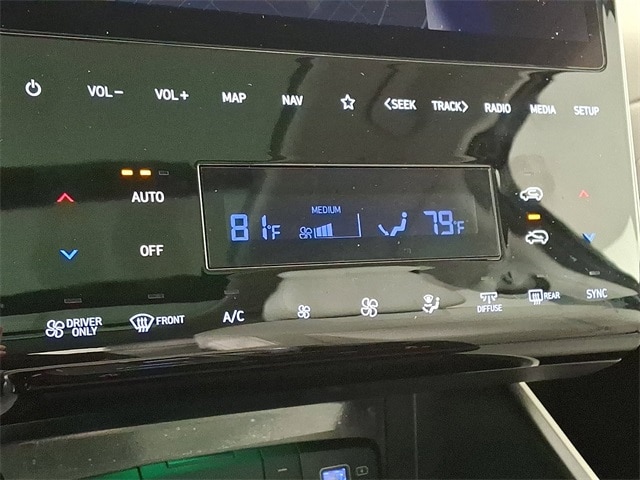 VOL− VOL+ MAP NAV <SEEK TRACK> RADIO MEDIA SETUP
AUTO
MEDIUM
81°F 79°F
OFF
DRIVER ONLY FRONT A/C DIFFUSE REAR SYNC